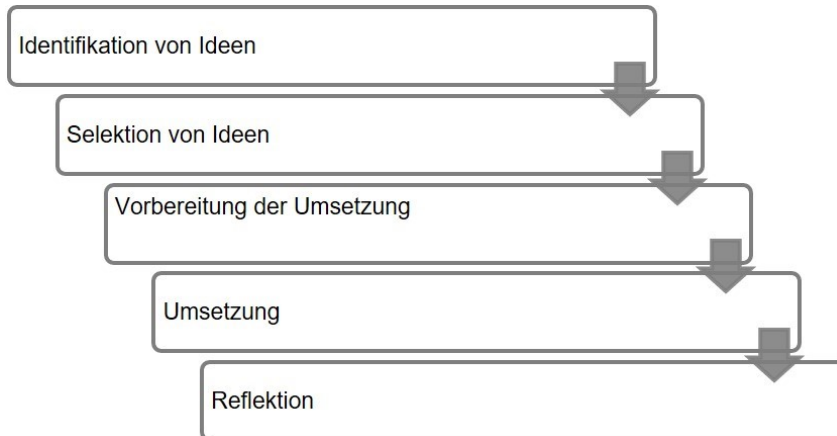 Identifikation von Ideen
Selektion von Ideen
Vorbereitung der Umsetzung
Umsetzung
Reflektion